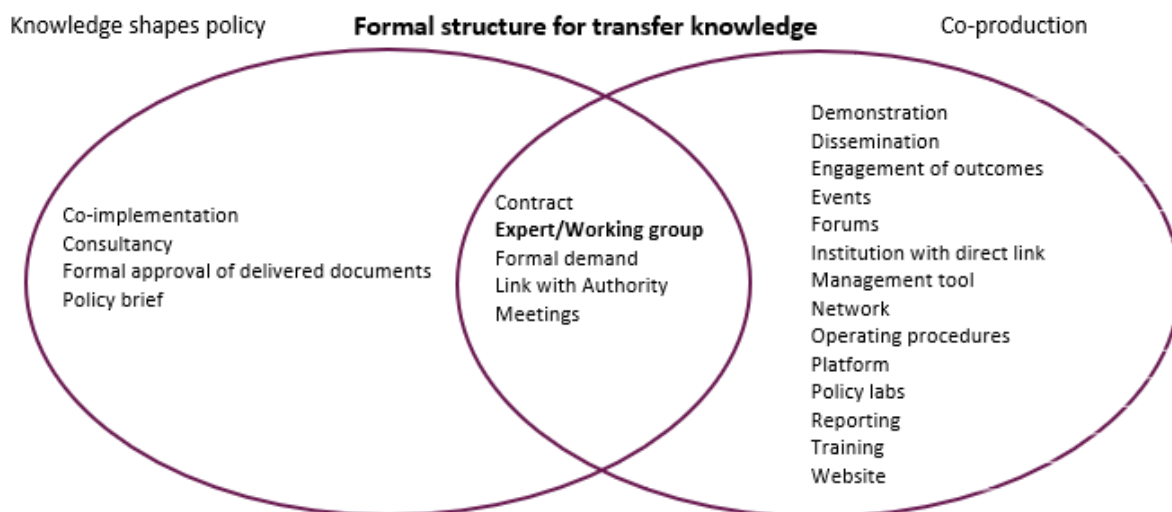 Knowledge shapes policy
Formal structure for transfer knowledge
Co-production
Co-implementation
Consultancy
Formal approval of delivered documents
Policy brief
Contract
Expert/Working group
Formal demand
Link with Authority
Meetings
Demonstration
Dissemination
Engagement of outcomes
Events
Forums
Institution with direct link
Management tool
Network
Operating procedures
Platform
Policy labs
Reporting
Training
Website